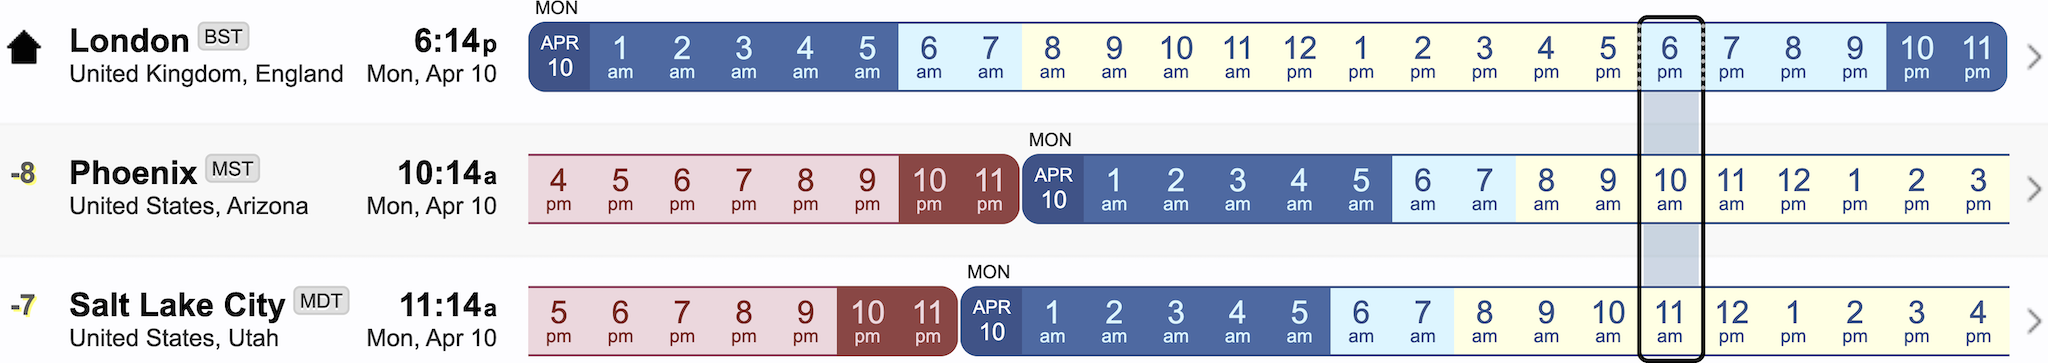 MON
London BST 6:14p
United Kingdom, England Mon, Apr 10
APR 1 2 3 4 5 6 7 8 9 10 11 12 1 2 3 4 5 6 7 8 9 10 11
10 am am am am am am am am am am am pm pm pm pm pm pm pm pm pm pm pm pm
MON
-8 Phoenix MST 10:14a
United States, Arizona Mon, Apr 10
4 5 6 7 8 9 10 11 APR 1 2 3 4 5 6 7 8 9 10 11 12 1 2 3
pm pm pm pm pm pm pm pm 10 am am am am am am am am am am am pm pm pm pm
MON
-7 Salt Lake City MDT 11:14a
United States, Utah Mon, Apr 10
5 6 7 8 9 10 11 APR 1 2 3 4 5 6 7 8 9 10 11 12 1 2 3 4
pm pm pm pm pm pm pm 10 am am am am am am am am am am am pm pm pm pm pm